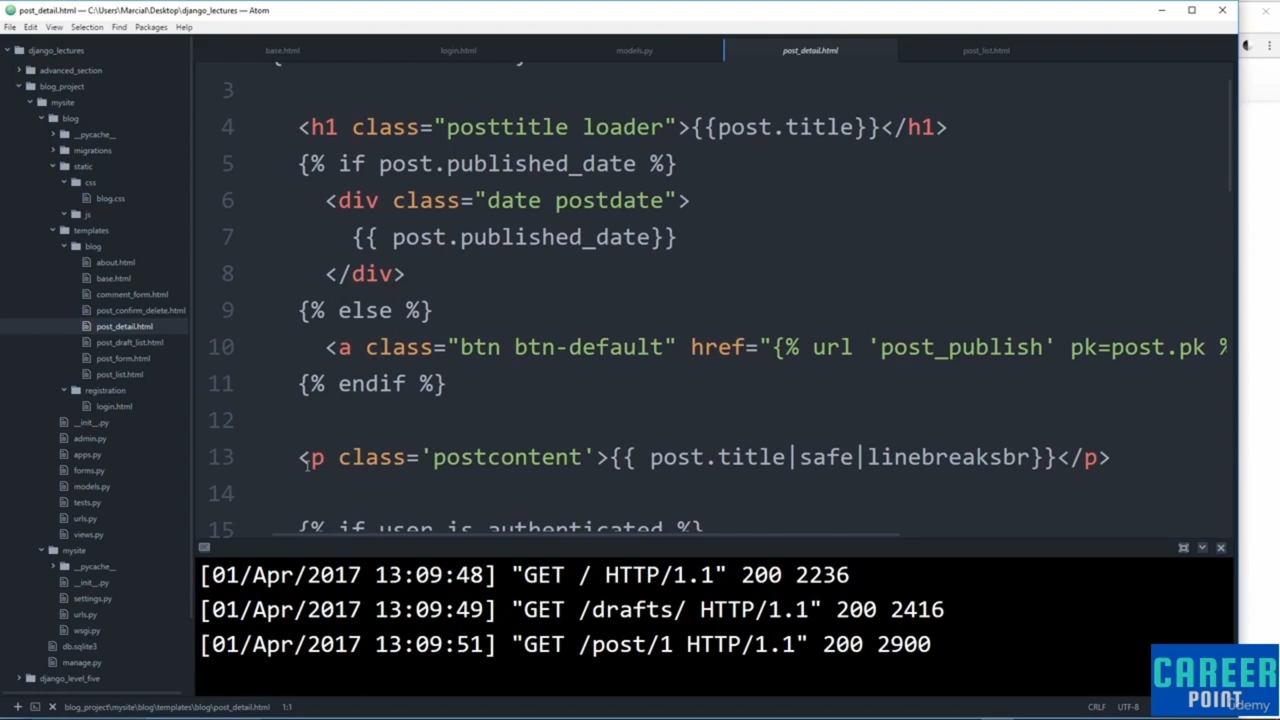 post_detail.html — C:\Users\Marcial\Desktop\django_lectures — Atom
File Edit View Selection Find Packages Help
django_lectures
advanced_section
blog_project
mysite
blog
__pycache__
migrations
static
css
blog.css
js
templates
blog
about.html
base.html
comment_form.html
post_confirm_delete.html
post_detail.html
post_draft_list.html
post_form.html
post_list.html
registration
login.html
__init__.py
admin.py
apps.py
forms.py
models.py
tests.py
urls.py
views.py
mysite
__pycache__
__init__.py
settings.py
urls.py
wsgi.py
db.sqlite3
manage.py
django_level_five
base.html login.html models.py post_detail.html post_list.html
3
4 <h1 class="posttitle loader">{{post.title}}</h1>
5 {% if post.published_date %}
6 <div class="date postdate">
7 {{ post.published_date}}
8 </div>
9 {% else %}
10 <a class="btn btn-default" href="{% url 'post_publish' pk=post.pk %
11 {% endif %}
12
13 <p class='postcontent'>{{ post.title|safe|linebreaksbr}}</p>
14
15 {% if user.is_authenticated %}
[01/Apr/2017 13:09:48] "GET / HTTP/1.1" 200 2236
[01/Apr/2017 13:09:49] "GET /drafts/ HTTP/1.1" 200 2416
[01/Apr/2017 13:09:51] "GET /post/1 HTTP/1.1" 200 2900
blog_project\mysite\blog\templates\blog\post_detail.html 1:1 CRLF UTF-8
CAREER
POINT
Udemy